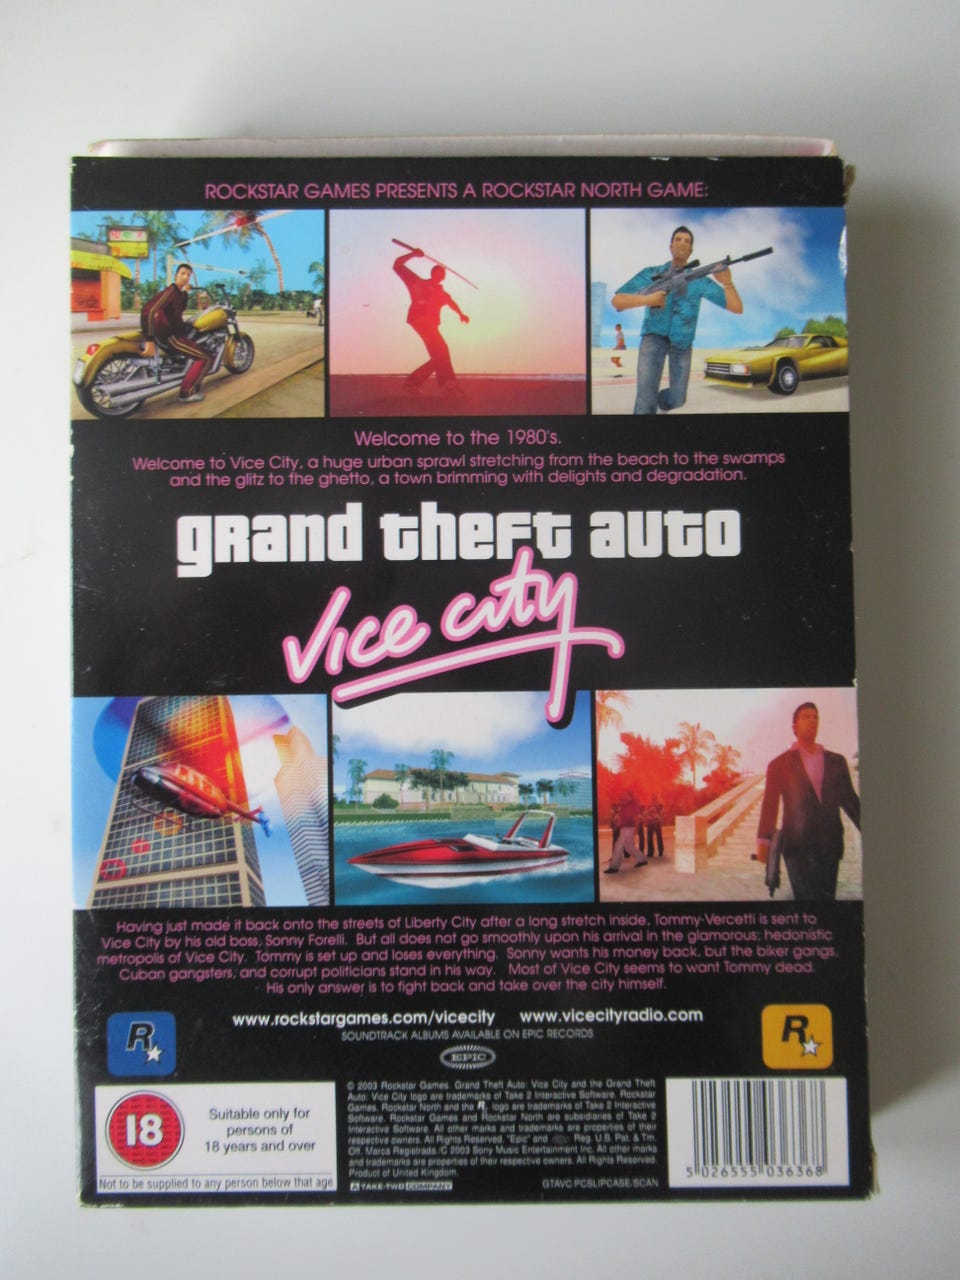 ROCKSTAR GAMES PRESENTS A ROCKSTAR NORTH GAME:
Welcome to the 1980's.
Welcome to Vice City, a huge urban sprawl stretching from the beach to the swamps
and the glitz to the ghetto, a town brimming with delights and degradation.
grand theft auto
Vice City
Having just made it back onto the streets of Liberty City after a long stretch inside, Tommy Vercetti is sent to
Vice City by his old boss, Sonny Forelli. But all does not go smoothly upon his arrival in the glamorous, hedonistic
metropolis of Vice City. Tommy is set up and loses everything. Sonny wants his money back, but the biker gangs,
Cuban gangsters, and corrupt politicians stand in his way. Most of Vice City seems to want Tommy dead.
His only answer is to fight back and take over the city himself.
www.rockstargames.com/vicecity www.vicecityradio.com
SOUNDTRACK ALBUMS AVAILABLE ON EPIC RECORDS
EPIC
R
R
18
Suitable only for
persons of
18 years and over
Not to be supplied to any person below that age
© 2003 Rockstar Games. Grand Theft Auto: Vice City and the Grand Theft
Auto: Vice City logo are trademarks of Take 2 Interactive Software. Rockstar
Games, Rockstar North and the R logo are trademarks of Take 2 Interactive
Software. Rockstar Games and Rockstar North are subsidiaries of Take 2
Interactive. All other marks and trademarks are properties of their
respective owners. All Rights Reserved. "Epic" and Reg. U.S. Pat. & Tm.
Off. Marca Registrada./© 2003 Sony Music Entertainment Inc. All other marks
and trademarks are properties of their respective owners. All Rights Reserved.
Product of United Kingdom.
A TAKE-TWO COMPANY
GTAVC/PCSLIPCASE/SCAN
5 026555 036368